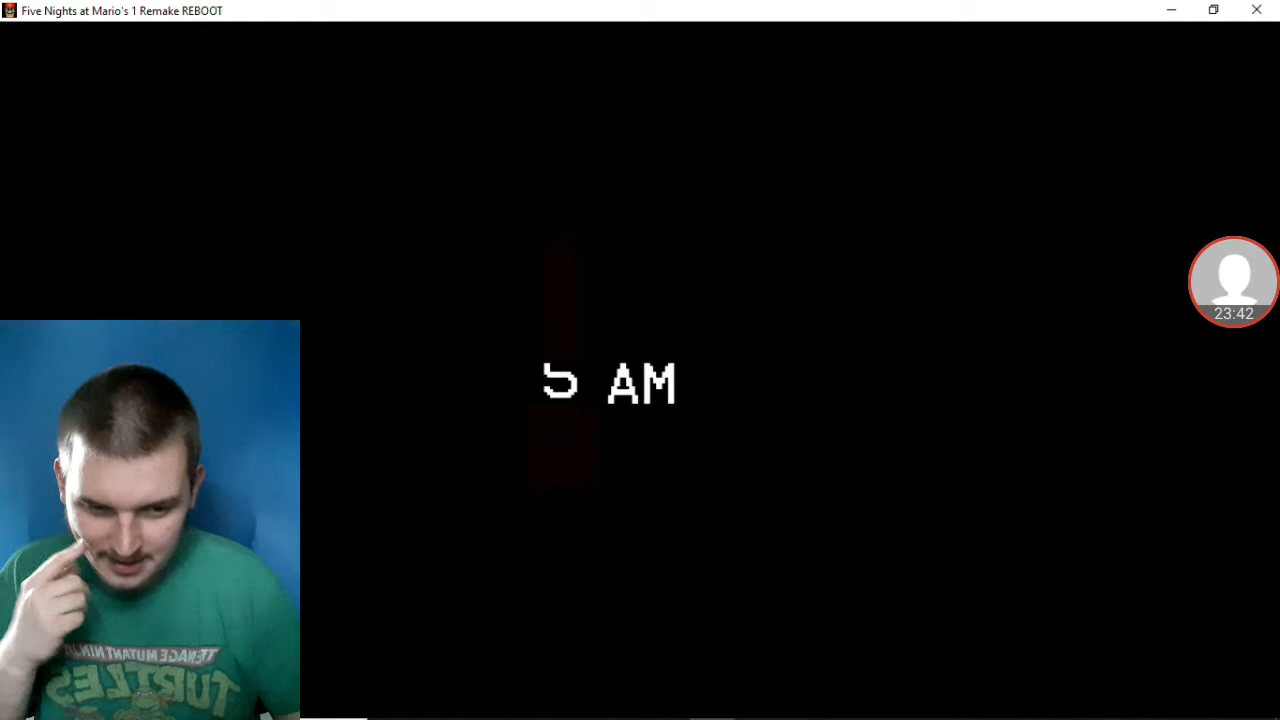 Five Nights at Mario's 1 Remake REBOOT
23:42
5 AM
TEENAGE MUTANT NINJA
TURTLES